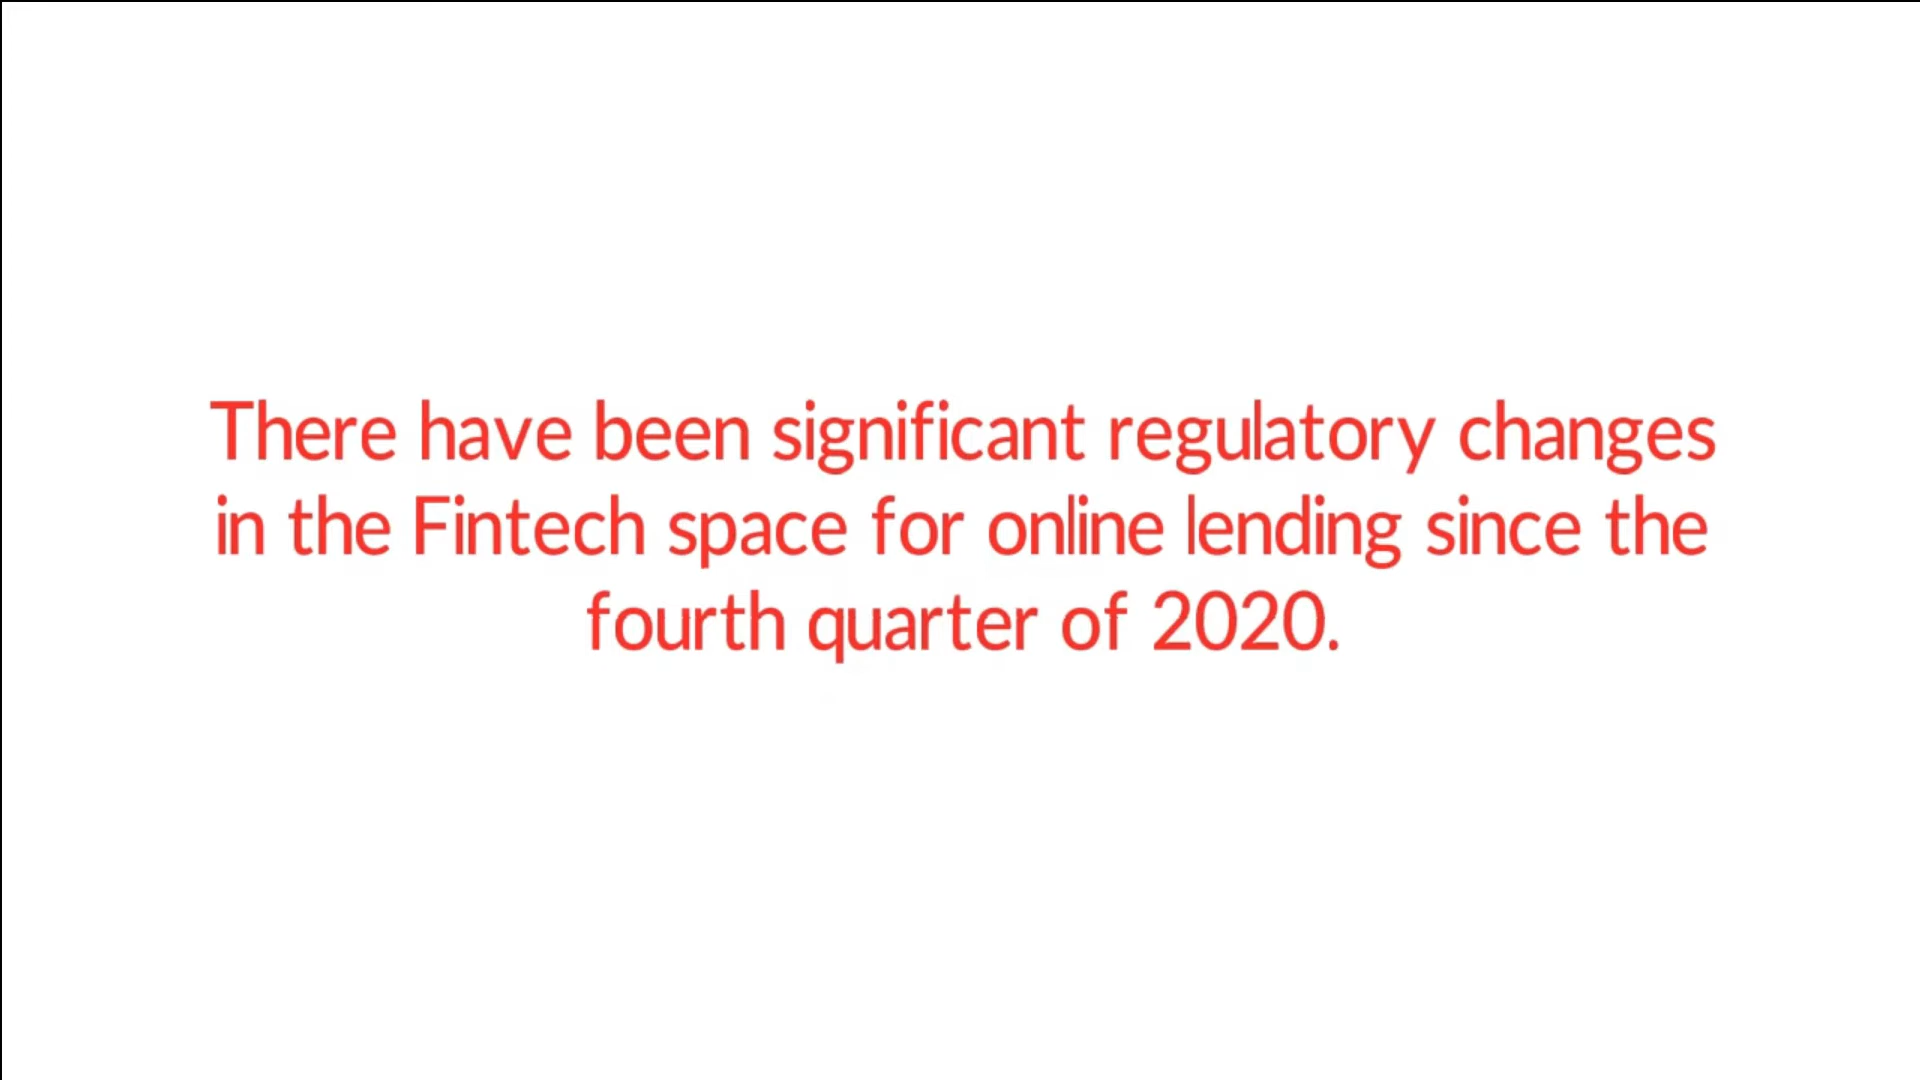 There have been significant regulatory changes
in the Fintech space for online lending since the
fourth quarter of 2020.